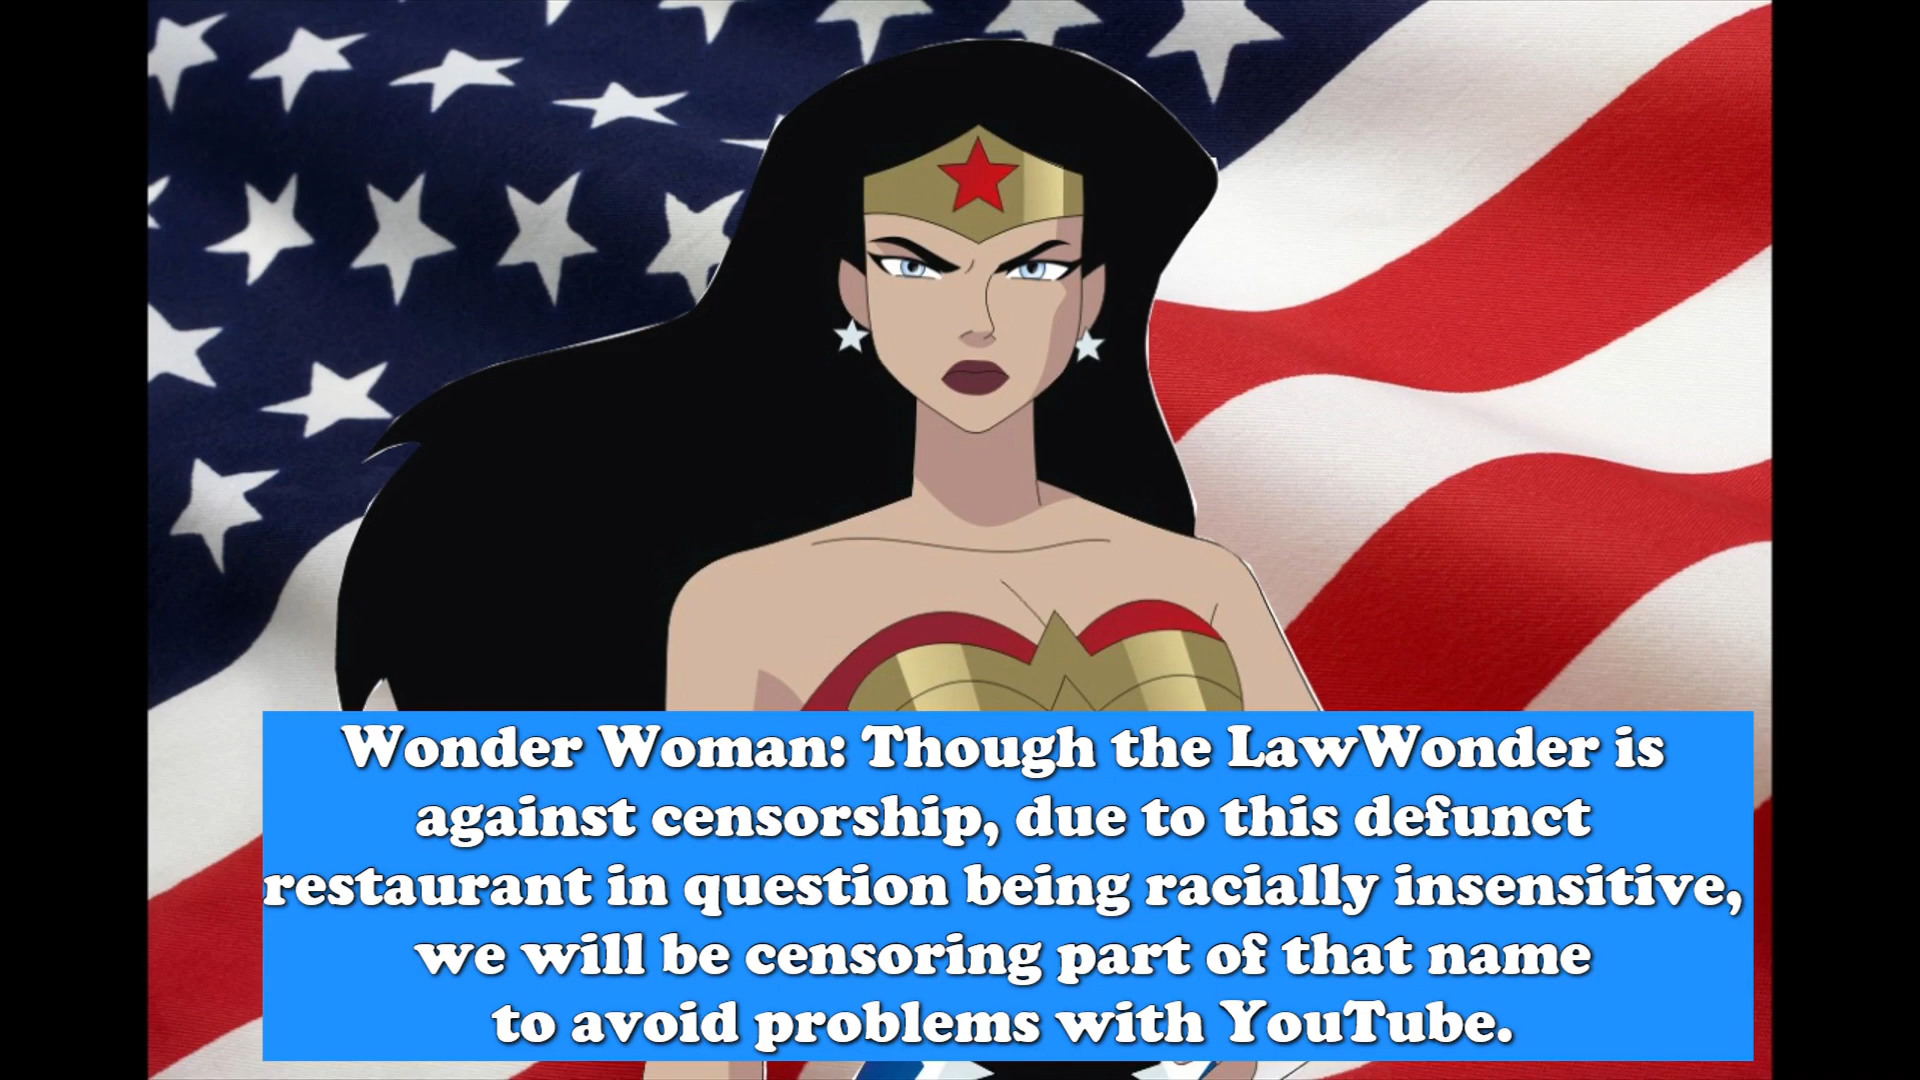 Wonder Woman: Though the LawWonder is
against censorship, due to this defunct
restaurant in question being racially insensitive,
we will be censoring part of that name
to avoid problems with YouTube.